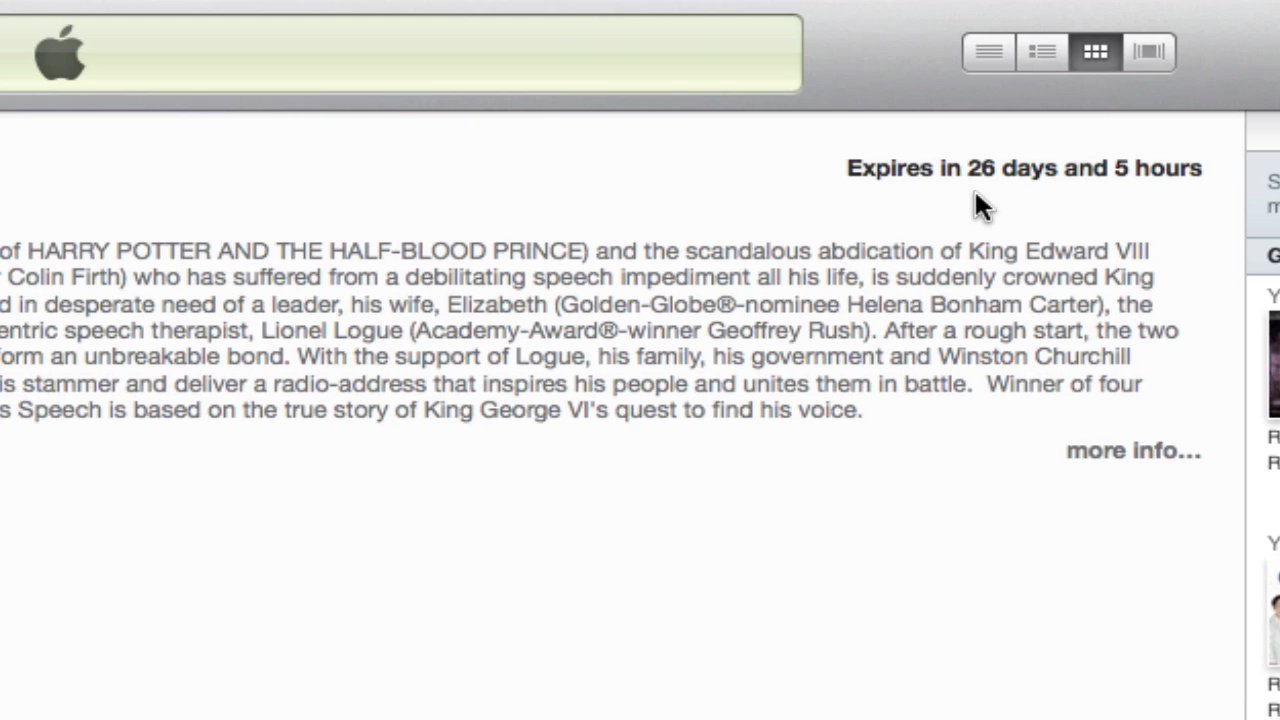 Expires in 26 days and 5 hours
of HARRY POTTER AND THE HALF-BLOOD PRINCE) and the scandalous abdication of King Edward VIII
Colin Firth) who has suffered from a debilitating speech impediment all his life, is suddenly crowned King
d in desperate need of a leader, his wife, Elizabeth (Golden-Globe®-nominee Helena Bonham Carter), the
entric speech therapist, Lionel Logue (Academy-Award®-winner Geoffrey Rush). After a rough start, the two
form an unbreakable bond. With the support of Logue, his family, his government and Winston Churchill
is stammer and deliver a radio-address that inspires his people and unites them in battle.  Winner of four
s Speech is based on the true story of King George VI's quest to find his voice.
more info...
S
m
G
Y
R
R
Y
R
R